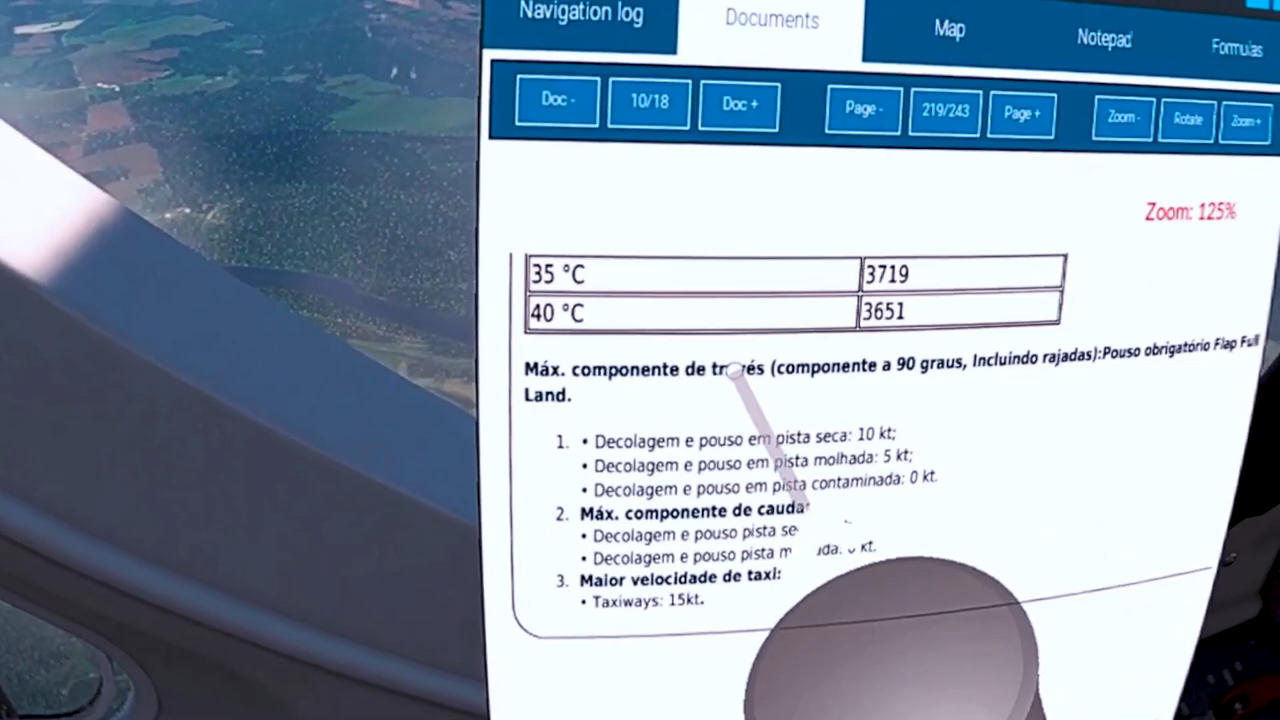 Navigation log Documents Map Notepad Formulas
Doc - 10/18 Doc + Page - 219/243 Page + Zoom - Rotate Zoom +
Zoom: 125%
35 °C 3719
40 °C 3651
Máx. componente de través (componente a 90 graus, Incluindo rajadas):Pouso obrigatório Flap Full
Land.
1. • Decolagem e pouso em pista seca: 10 kt;
• Decolagem e pouso em pista molhada: 5 kt;
• Decolagem e pouso em pista contaminada: 0 kt.
2. Máx. componente de cauda
• Decolagem e pouso pista
• Decolagem e pouso pista kt.
3. Maior velocidade de taxi:
• Taxiways: 15kt.